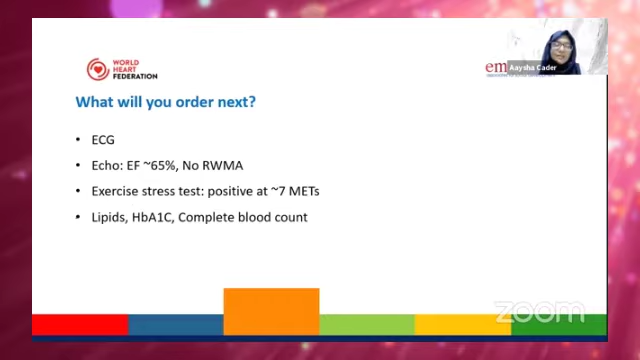 WORLD
HEART
FEDERATION
em
Aaysha Cader
What will you order next?
• ECG
• Echo: EF ~65%, No RWMA
• Exercise stress test: positive at ~7 METs
• Lipids, HbA1C, Complete blood count
zoom